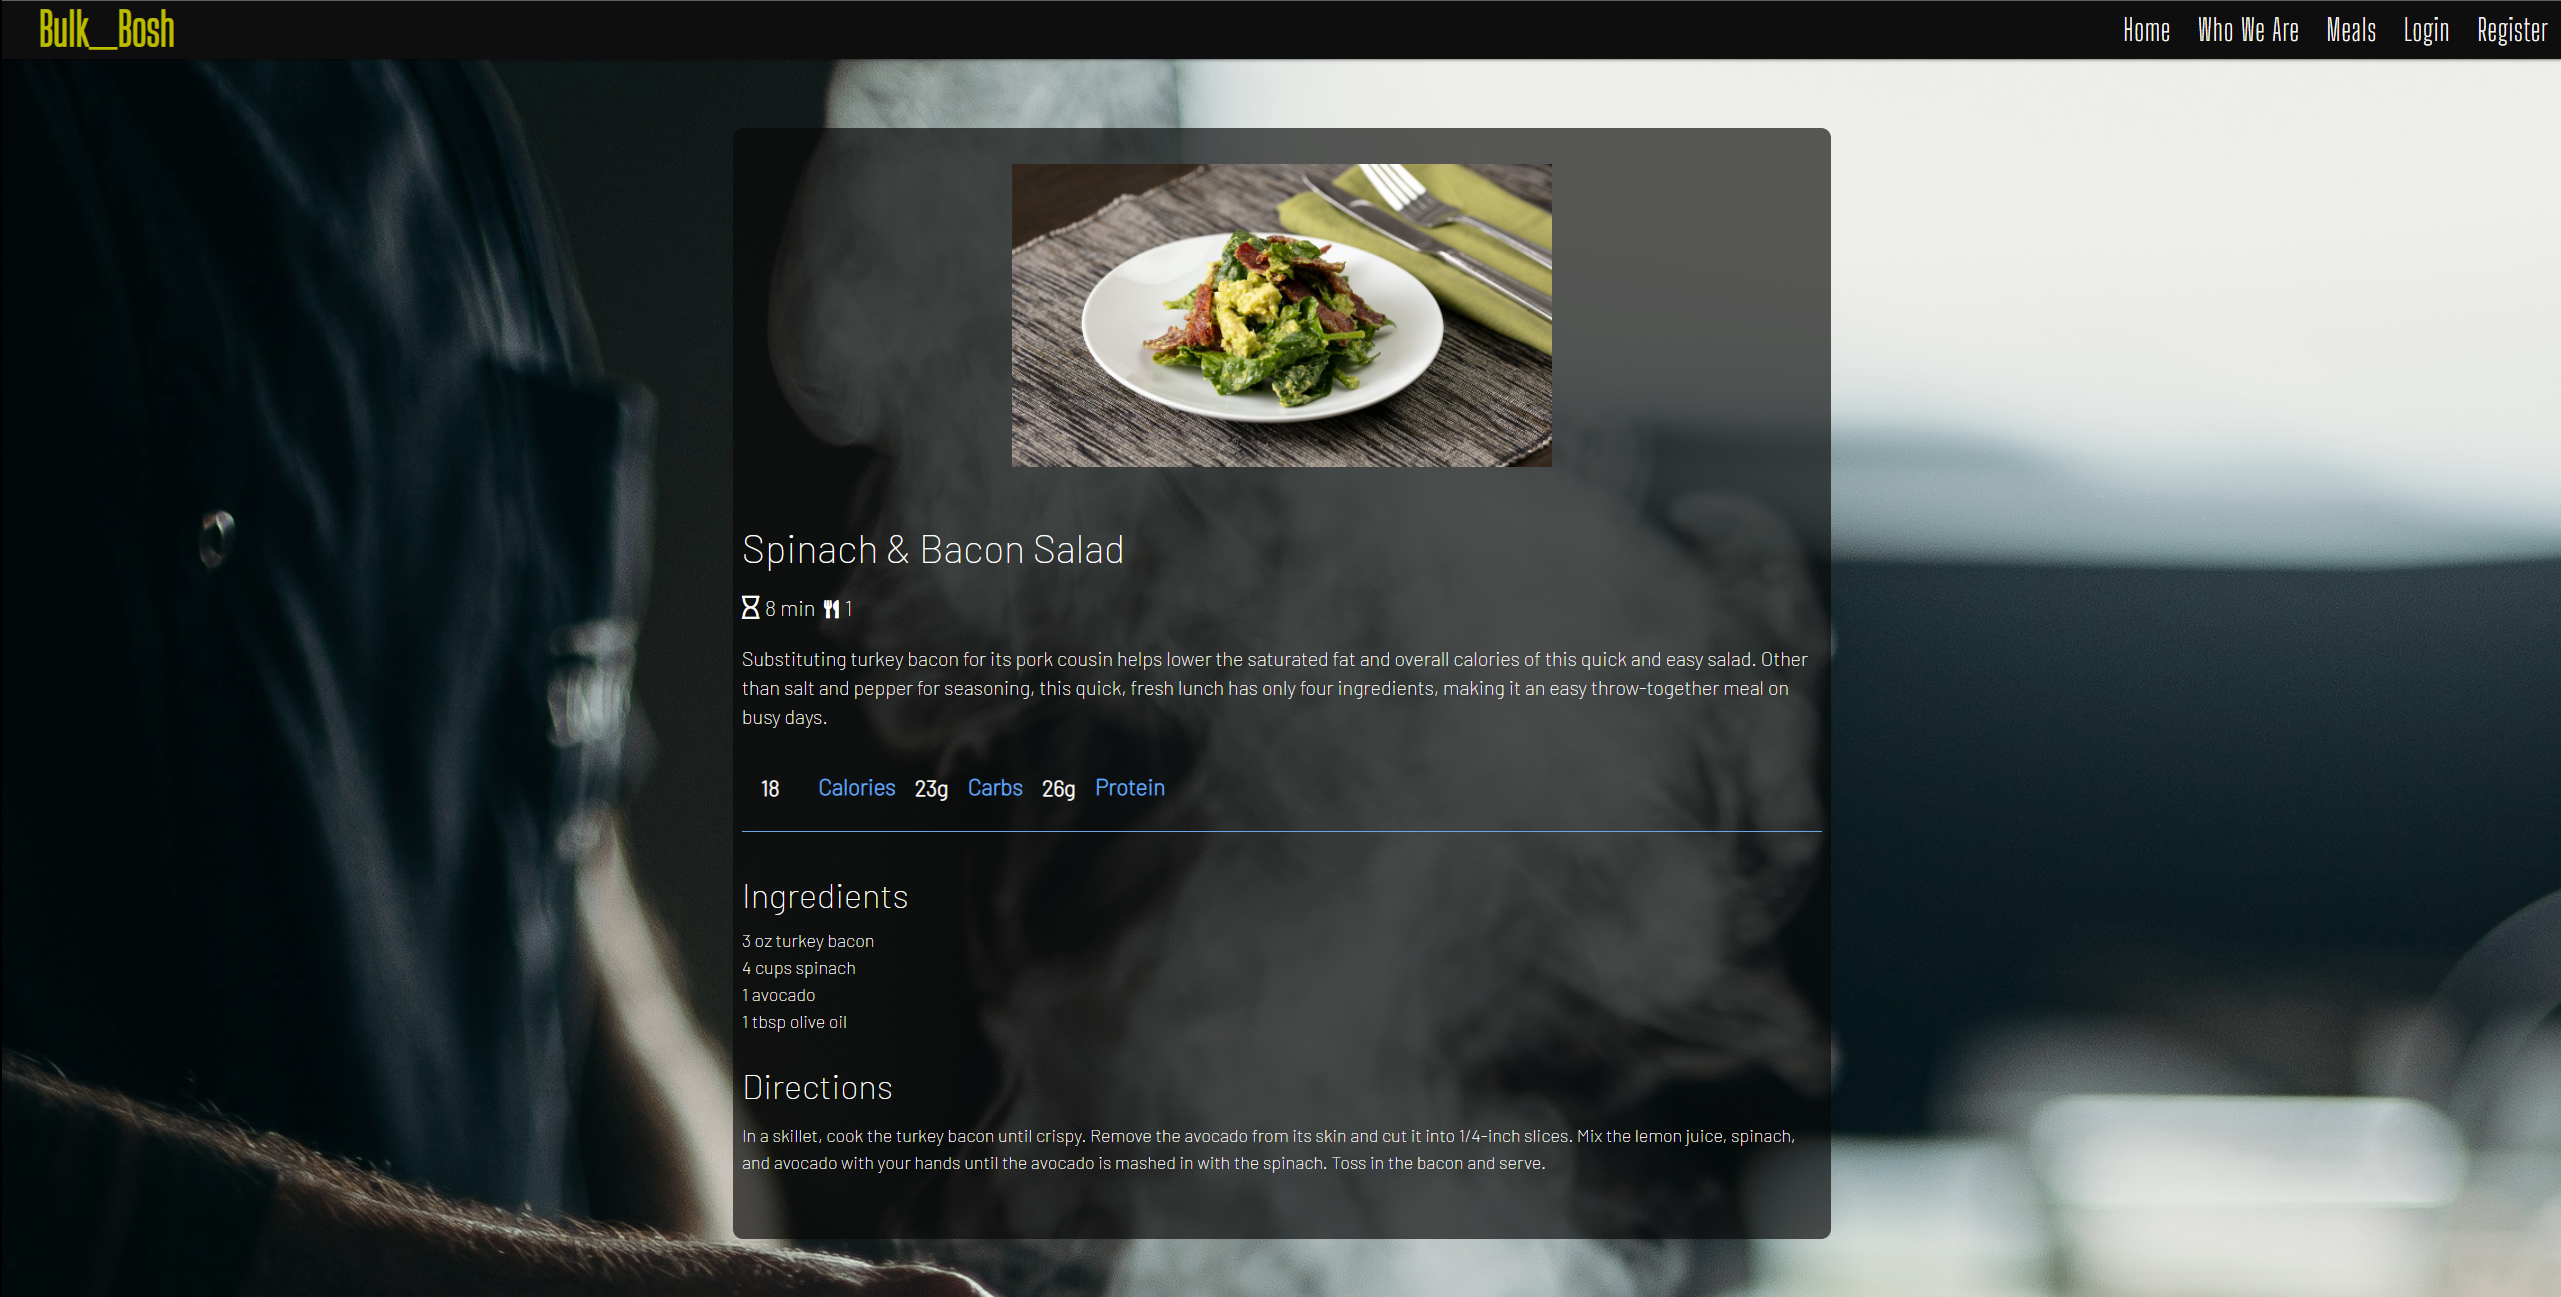 Bulk__Bosh
Home Who We Are Meals Login Register
Spinach & Bacon Salad
8 min 1
Substituting turkey bacon for its pork cousin helps lower the saturated fat and overall calories of this quick and easy salad. Other
than salt and pepper for seasoning, this quick, fresh lunch has only four ingredients, making it an easy throw-together meal on
busy days.
18 Calories 23g Carbs 26g Protein
Ingredients
3 oz turkey bacon
4 cups spinach
1 avocado
1 tbsp olive oil
Directions
In a skillet, cook the turkey bacon until crispy. Remove the avocado from its skin and cut it into 1/4-inch slices. Mix the lemon juice, spinach,
and avocado with your hands until the avocado is mashed in with the spinach. Toss in the bacon and serve.